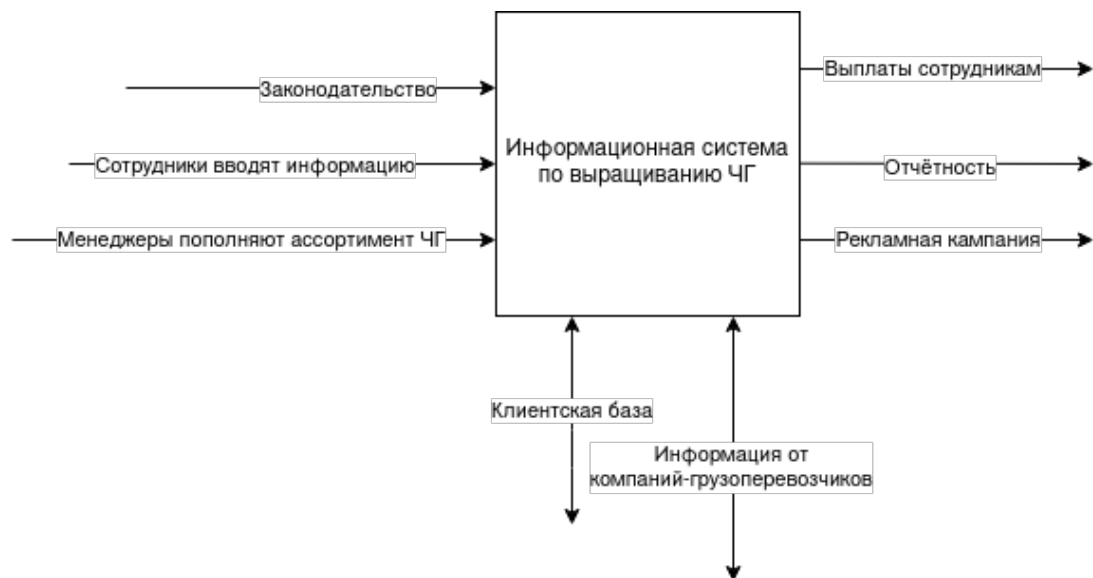 Законодательство
Сотрудники вводят информацию
Менеджеры пополняют ассортимент ЧГ
Информационная система
по выращиванию ЧГ
Выплаты сотрудникам
Отчётность
Рекламная кампания
Клиентская база
Информация от
компаний-грузоперевозчиков